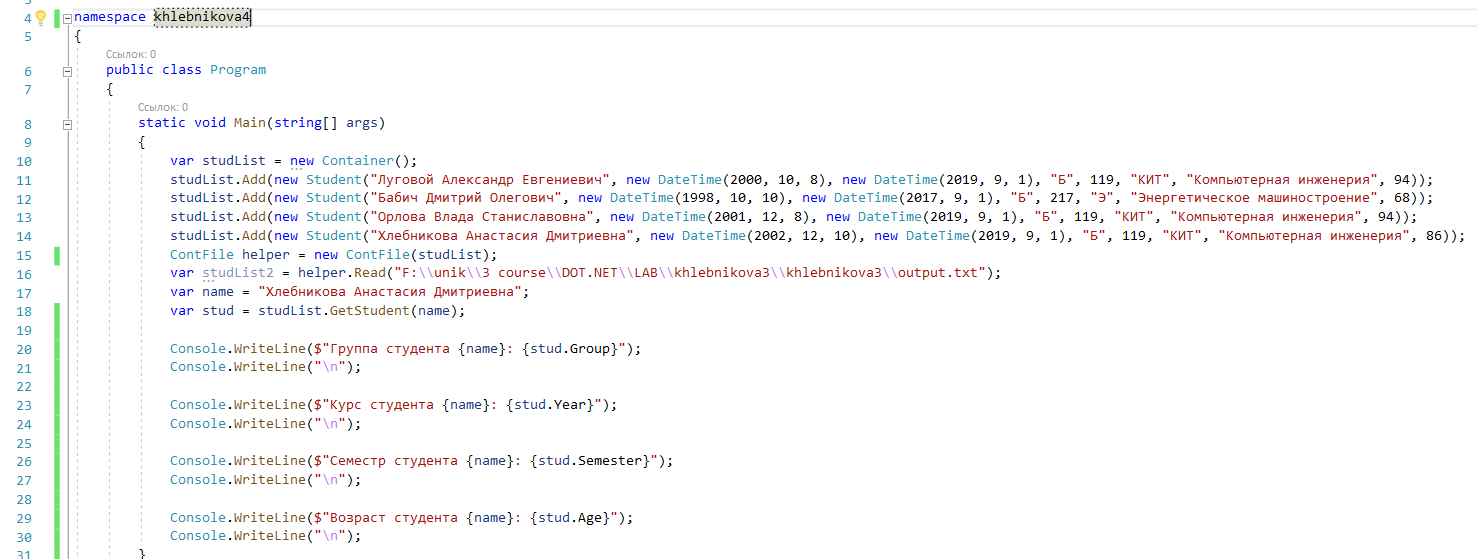 4 namespace khlebnikova4
5 {
Ссылок: 0
6 public class Program
7 {
Ссылок: 0
8 static void Main(string[] args)
9 {
10 var studList = new Container();
11 studList.Add(new Student("Луговой Александр Евгениевич", new DateTime(2000, 10, 8), new DateTime(2019, 9, 1), "Б", 119, "КИТ", "Компьютерная инженерия", 94));
12 studList.Add(new Student("Бабич Дмитрий Олегович", new DateTime(1998, 10, 10), new DateTime(2017, 9, 1), "Б", 217, "Э", "Энергетическое машиностроение", 68));
13 studList.Add(new Student("Орлова Влада Станиславовна", new DateTime(2001, 12, 8), new DateTime(2019, 9, 1), "Б", 119, "КИТ", "Компьютерная инженерия", 94));
14 studList.Add(new Student("Хлебникова Анастасия Дмитриевна", new DateTime(2002, 12, 10), new DateTime(2019, 9, 1), "Б", 119, "КИТ", "Компьютерная инженерия", 86));
15 ContFile helper = new ContFile(studList);
16 var studList2 = helper.Read("F:\\unik\\3 course\\DOT.NET\\LAB\\khlebnikova3\\khlebnikova3\\output.txt");
17 var name = "Хлебникова Анастасия Дмитриевна";
18 var stud = studList.GetStudent(name);
19
20 Console.WriteLine($"Группа студента {name}: {stud.Group}");
21 Console.WriteLine("\n");
22
23 Console.WriteLine($"Курс студента {name}: {stud.Year}");
24 Console.WriteLine("\n");
25
26 Console.WriteLine($"Семестр студента {name}: {stud.Semester}");
27 Console.WriteLine("\n");
28
29 Console.WriteLine($"Возраст студента {name}: {stud.Age}");
30 Console.WriteLine("\n");
31 }